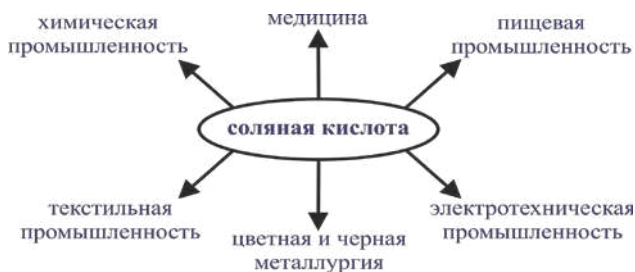 химическая
промышленность
медицина
пищевая
промышленность
соляная кислота
текстильная
промышленность
цветная и черная
металлургия
электротехническая
промышленность